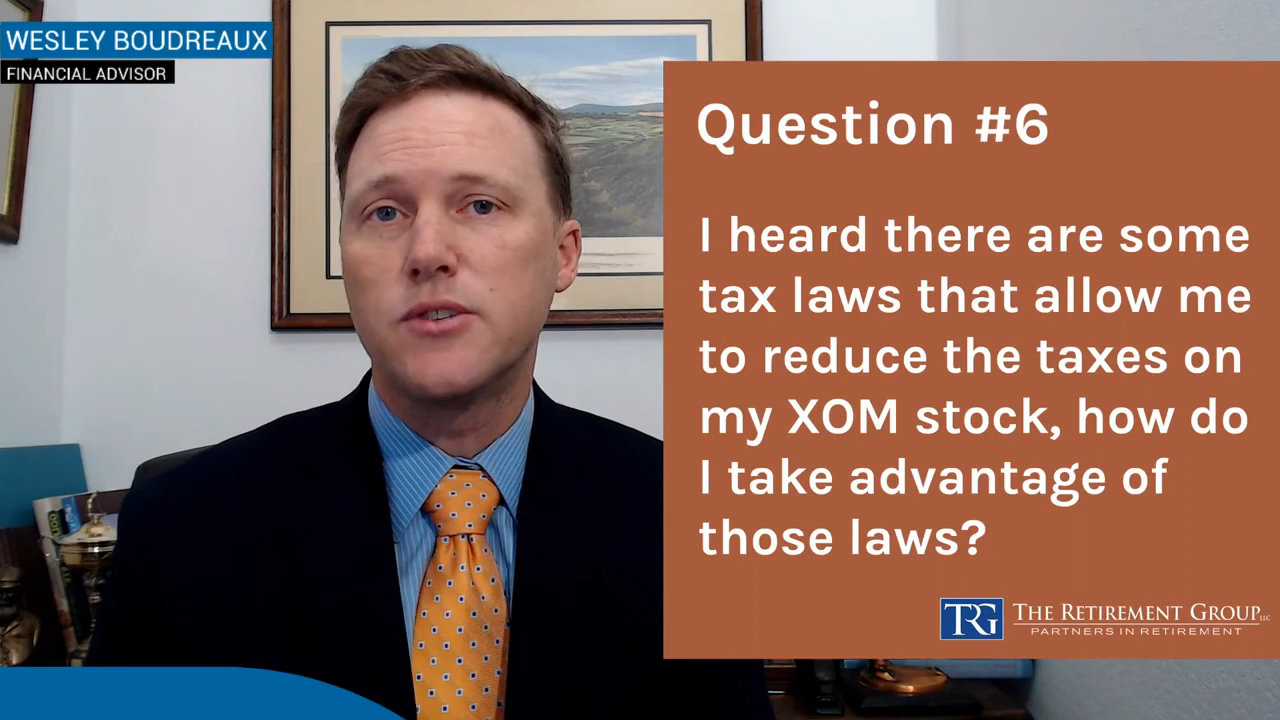 WESLEY BOUDREAUX
FINANCIAL ADVISOR
Question #6
I heard there are some
tax laws that allow me
to reduce the taxes on
my XOM stock, how do
I take advantage of
those laws?
TRG
THE RETIREMENT GROUP LLC
PARTNERS IN RETIREMENT